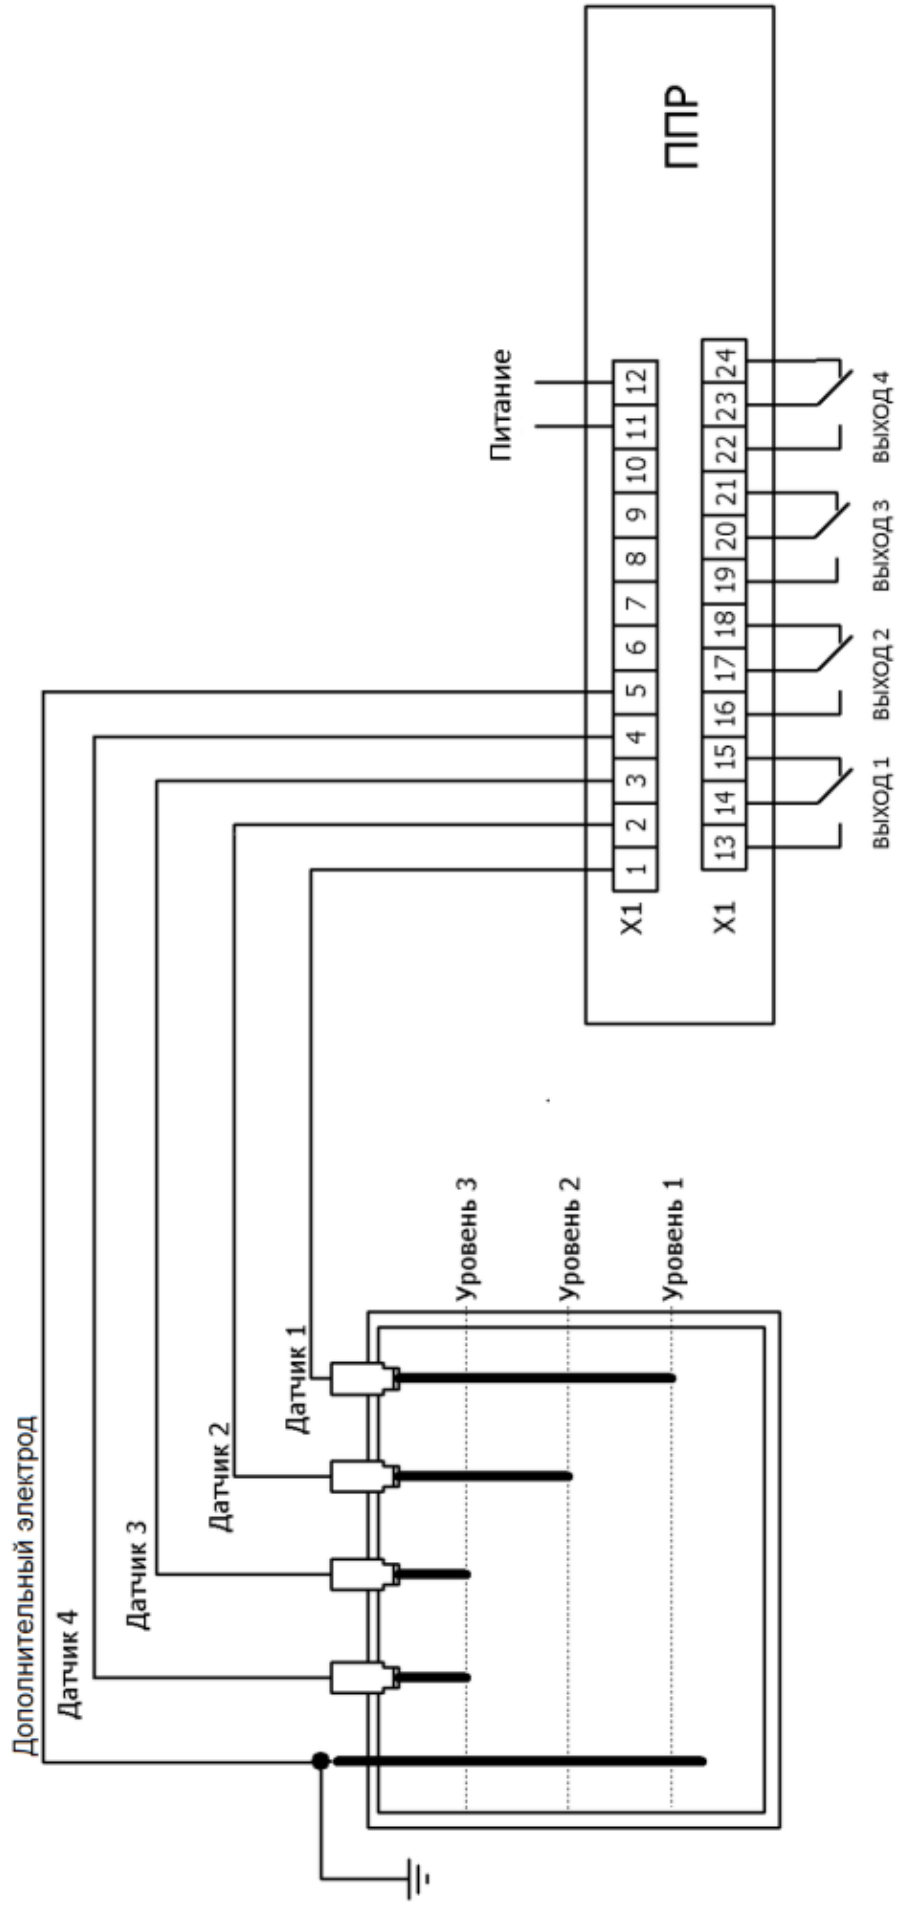 Дополнительный электрод
Датчик 4
Датчик 3
Датчик 2
Датчик 1
Уровень 3
Уровень 2
Уровень 1
Питание
ППР
X1
1 2 3 4 5 6 7 8 9 10 11 12
X1
13 14 15 16 17 18 19 20 21 22 23 24
ВЫХОД 1
ВЫХОД 2
ВЫХОД 3
ВЫХОД 4